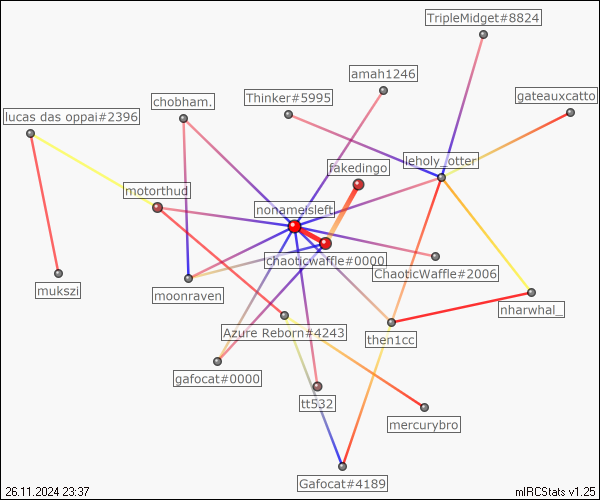 TripleMidget#8824
amah1246
Thinker#5995
gateauxcatto
chobham.
lucas das oppai#2396
leholy_otter
fakedingo
motorthud
nonameisleft
chaoticwaffle#0000
ChaoticWaffle#2006
mukszi
moonraven
nharwhal_
Azure Reborn#4243
then1cc
gafocat#0000
tt532
mercurybro
Gafocat#4189
26.11.2024 23:37
mIRCStats v1.25